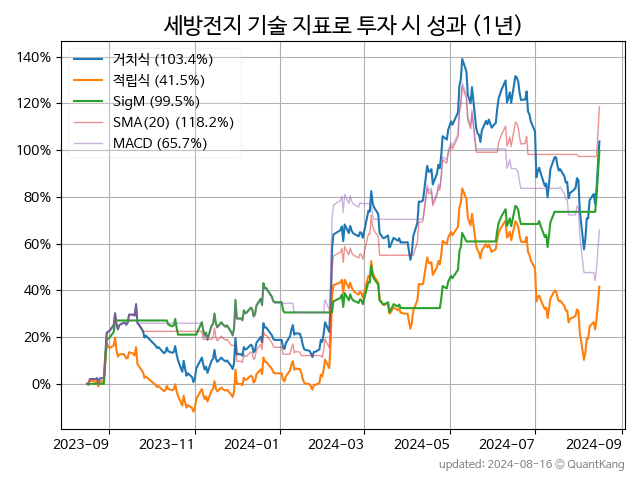 세방전지 기술 지표로 투자 시 성과 (1년)
140%
120%
100%
80%
60%
40%
20%
0%
거치식 (103.4%)
적립식 (41.5%)
SigM (99.5%)
SMA(20) (118.2%)
MACD (65.7%)
2023-09
2023-11
2024-01
2024-03
2024-05
2024-07
2024-09
updated: 2024-08-16 © QuantKang